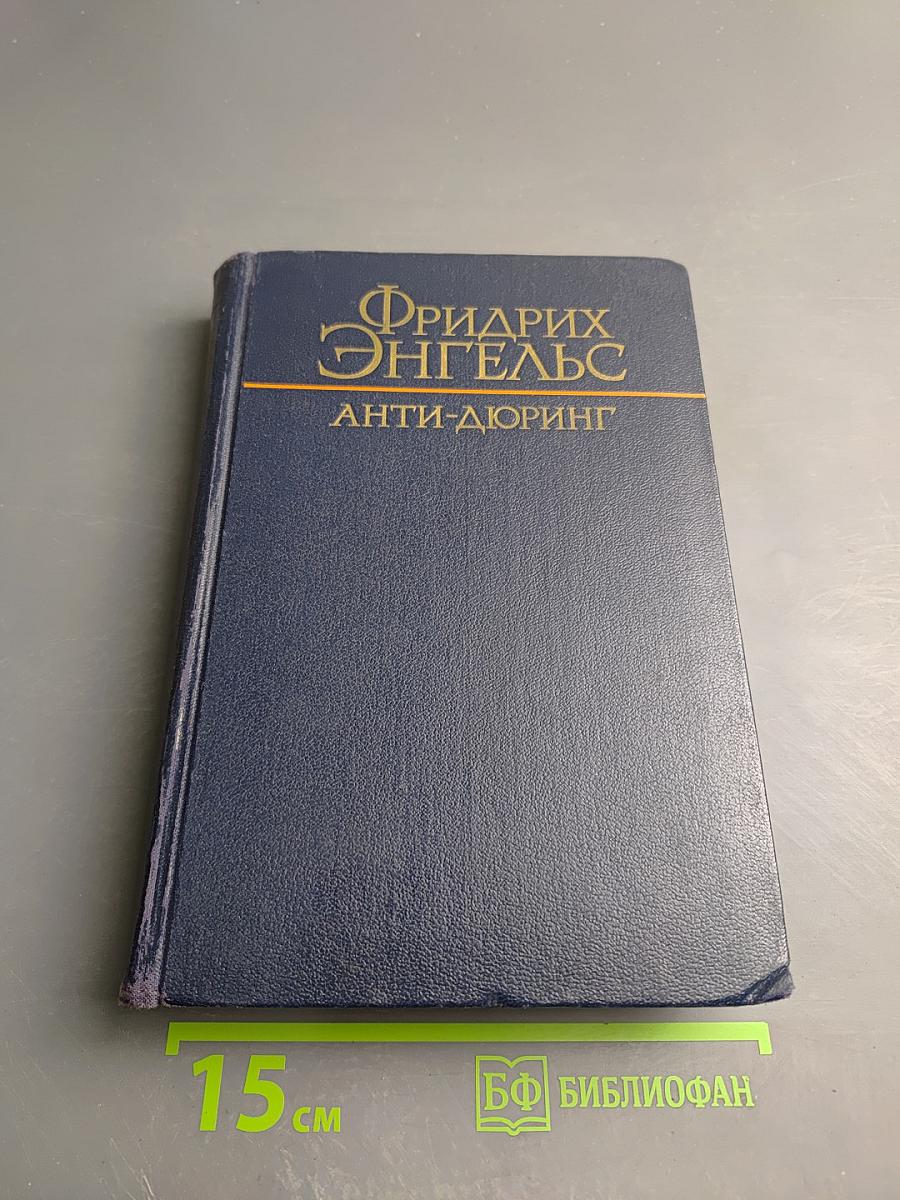 ФРИДРИХ
ЭНГЕЛЬС
АНТИ-ДЮРИНГ
15 см
БФ БИБЛИОФАН